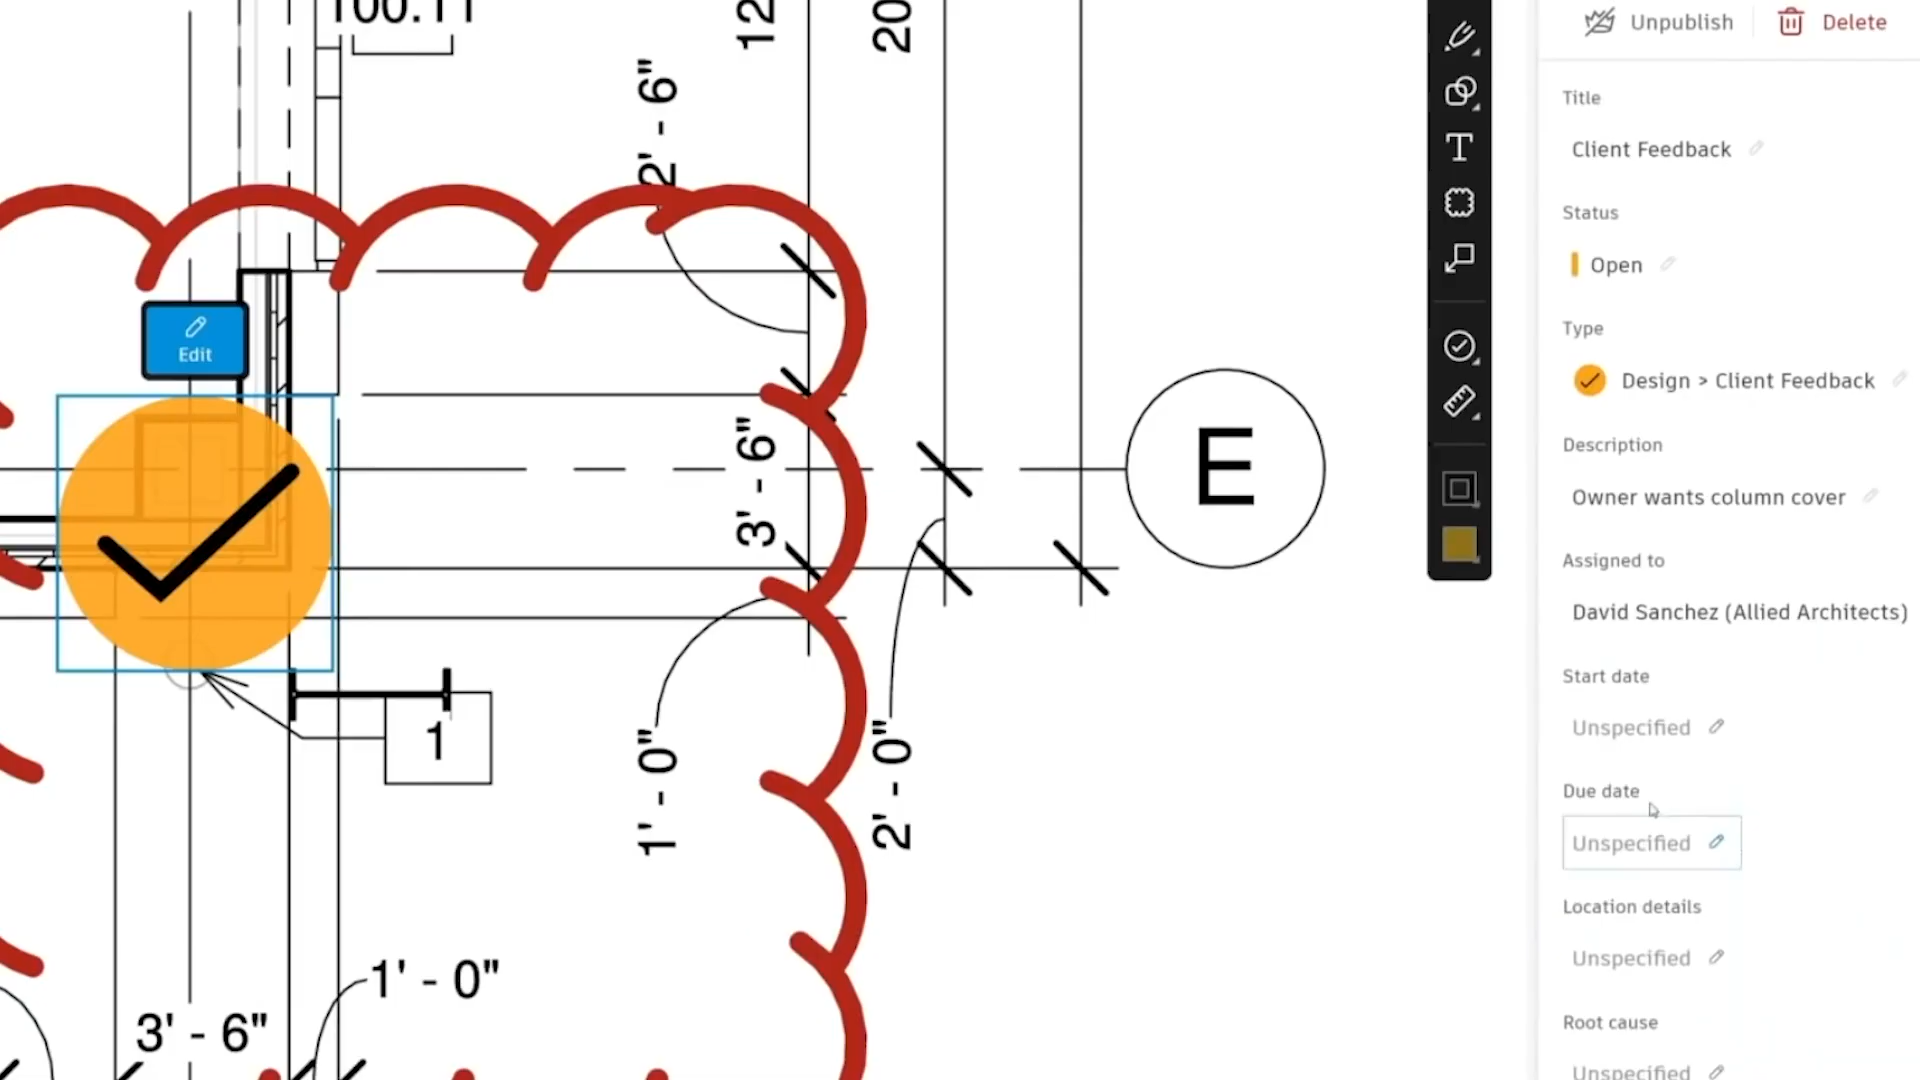 100.11
12
20
2' - 6"
Edit
3' - 6"
E
1
1' - 0"
2' - 0"
1' - 0"
3' - 6"
T
Unpublish
Delete
Title
Client Feedback
Status
Open
Type
Design > Client Feedback
Description
Owner wants column cover
Assigned to
David Sanchez (Allied Architects)
Start date
Unspecified
Due date
Unspecified
Location details
Unspecified
Root cause
Unspecified